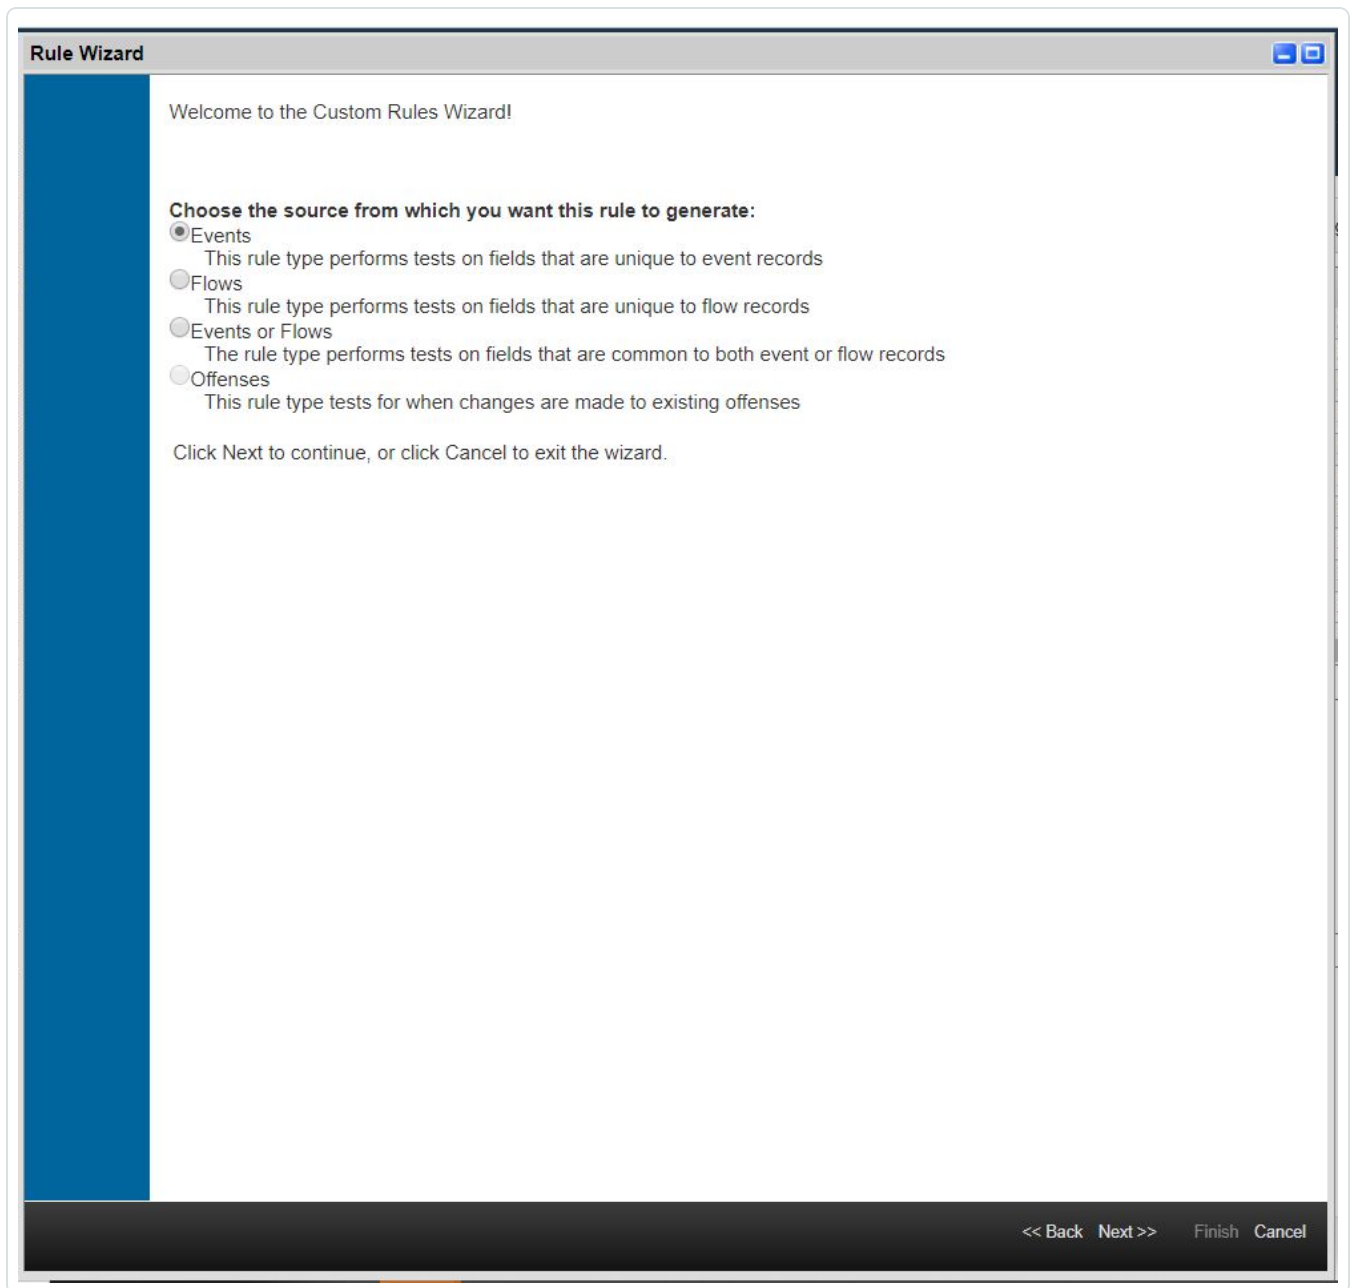 Rule Wizard
Welcome to the Custom Rules Wizard!
Choose the source from which you want this rule to generate:
Events
This rule type performs tests on fields that are unique to event records
Flows
This rule type performs tests on fields that are unique to flow records
Events or Flows
The rule type performs tests on fields that are common to both event or flow records
Offenses
This rule type tests for when changes are made to existing offenses
Click Next to continue, or click Cancel to exit the wizard.
<< Back Next >> Finish Cancel